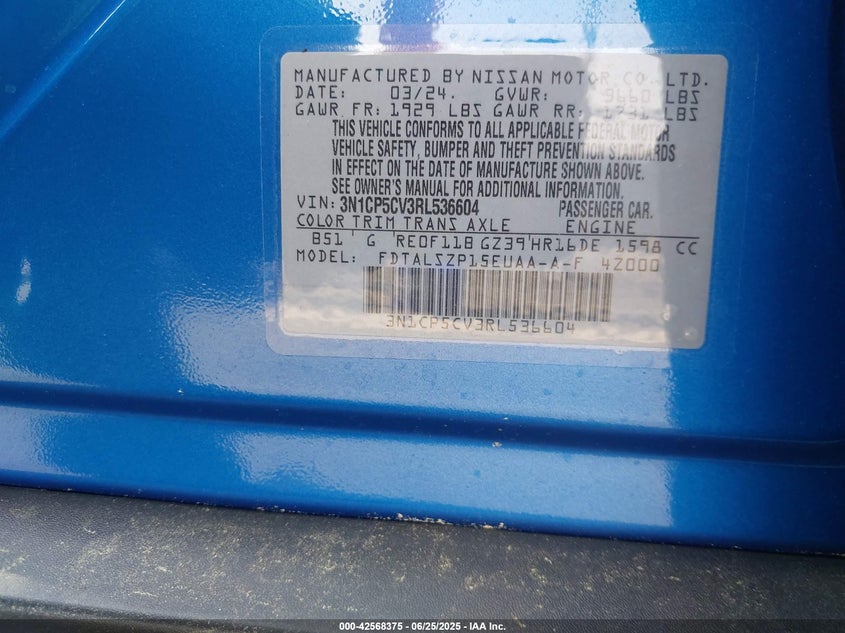 MANUFACTURED BY NISSAN MOTOR CO., LTD.
DATE: 03/24. GVWR: 3660 LBS
GAWR FR: 1929 LBS GAWR RR: 1731 LBS
THIS VEHICLE CONFORMS TO ALL APPLICABLE FEDERAL MOTOR
VEHICLE SAFETY, BUMPER AND THEFT PREVENTION STANDARDS
IN EFFECT ON THE DATE OF MANUFACTURE SHOWN ABOVE.
SEE OWNER'S MANUAL FOR ADDITIONAL INFORMATION.
VIN: 3N1CP5CV3RL536604 PASSENGER CAR.
COLOR TRIM TRANS AXLE ENGINE
B51 G RE0F11B GZ39 HR16DE 1598 CC
MODEL: FDTALSZP15EUAA-A-F 4Z000
3N1CP5CV3RL536604
000-42568375 | 06/25/2025 | IAA Inc.